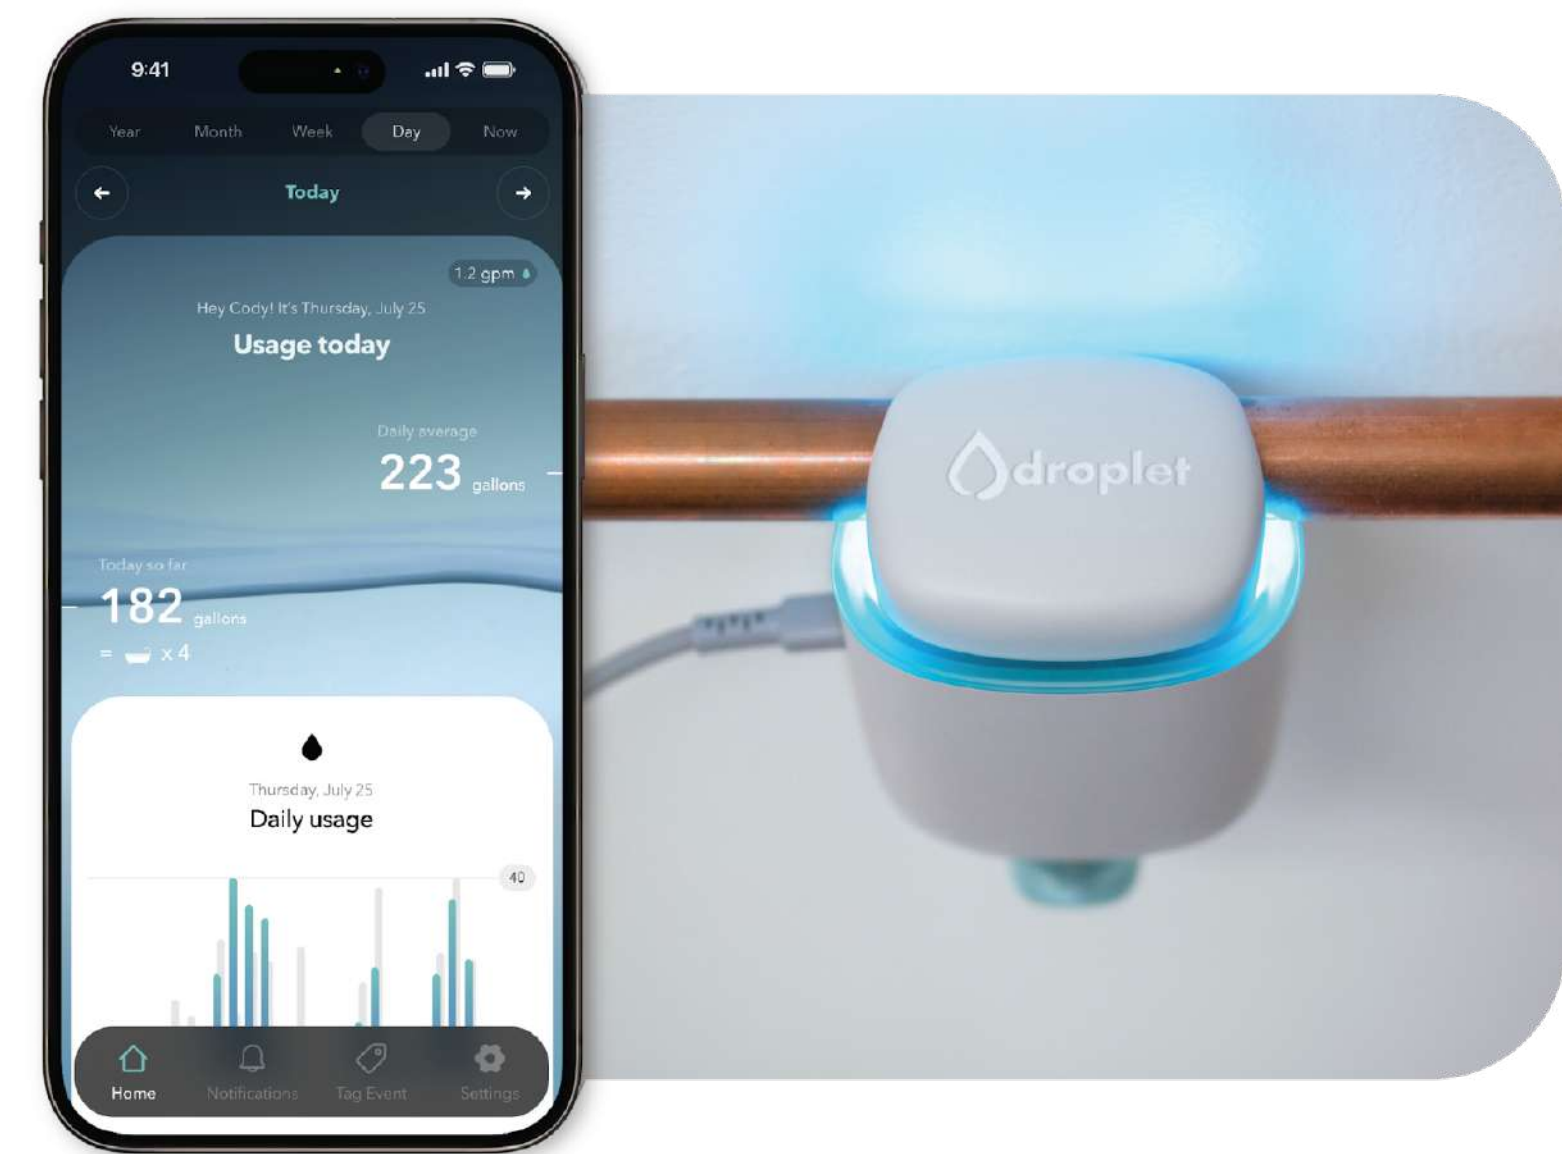 9:41
Year Month Week Day Now
Today
1.2 gpm
Hey Cody! It's Thursday, July 25
Usage today
Daily average
223 gallons
Today so far
182 gallons
= x 4
Thursday, July 25
Daily usage
40
Home Notifications Tag Event Settings
droplet